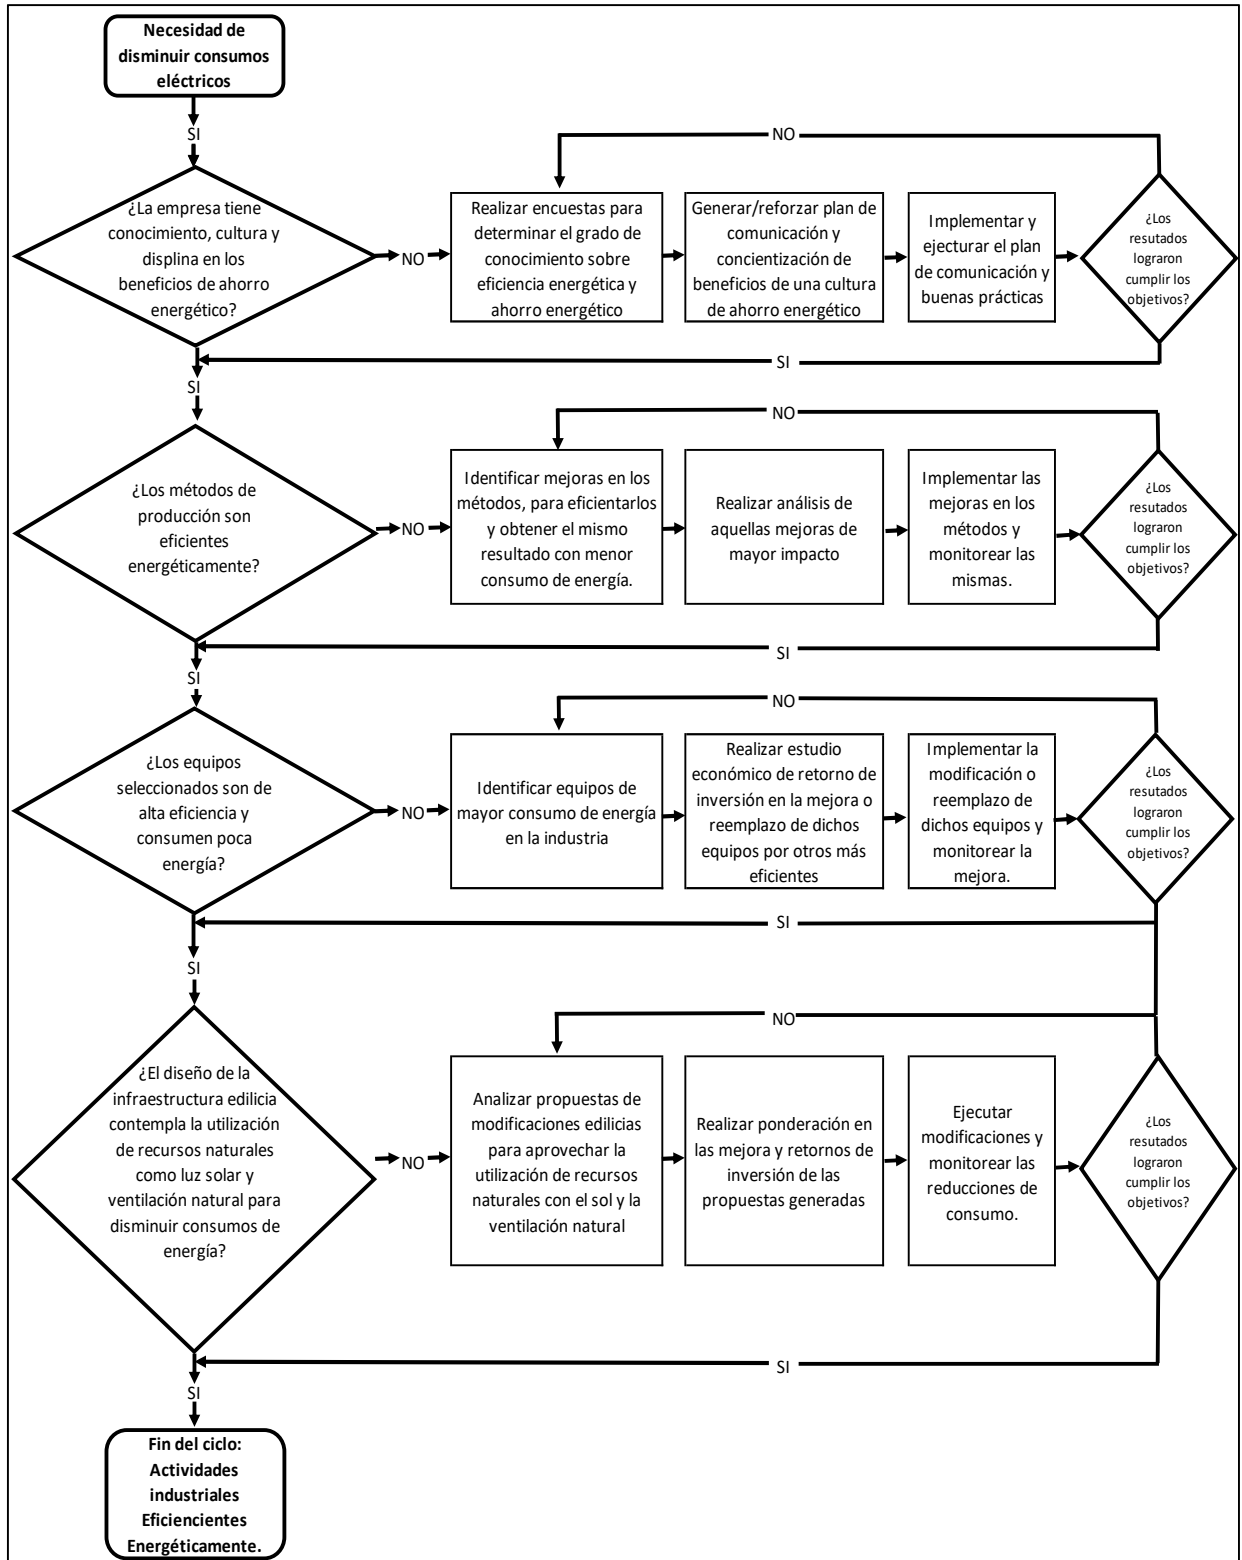 Necesidad de
disminuir consumos
eléctricos
SI
NO
¿La empresa tiene
conocimiento, cultura y
displina en los
beneficios de ahorro
energético?
NO
Realizar encuestas para
determinar el grado de
conocimiento sobre
eficiencia energética y
ahorro energético
Generar/reforzar plan de
comunicación y
concientización de
beneficios de una cultura
de ahorro energético
Implementar y
ejecturar el plan
de comunicación y
buenas prácticas
¿Los
resutados
lograron
cumplir los
objetivos?
SI
SI
NO
¿Los métodos de
producción son
eficientes
energéticamente?
NO
Identificar mejoras en los
métodos, para eficientarlos
y obtener el mismo
resultado con menor
consumo de energía.
Realizar análisis de
aquellas mejoras de
mayor impacto
Implementar las
mejoras en los
métodos y
monitorear las
mismas.
¿Los
resutados
lograron
cumplir los
objetivos?
SI
SI
NO
¿Los equipos
seleccionados son de
alta eficiencia y
consumen poca
energía?
NO
Identificar equipos de
mayor consumo de energía
en la industria
Realizar estudio
económico de retorno de
inversión en la mejora o
reemplazo de dichos
equipos por otros más
eficientes
Implementar la
modificación o
reemplazo de
dichos equipos y
monitorear la
mejora.
¿Los
resutados
lograron
cumplir los
objetivos?
SI
SI
NO
¿El diseño de la
infraestructura edilicia
contempla la utilización
de recursos naturales
como luz solar y
ventilación natural para
disminuir consumos de
energía?
NO
Analizar propuestas de
modificaciones edilicias
para aprovechar la
utilización de recursos
naturales con el sol y la
ventilación natural
Realizar ponderación en
las mejora y retornos de
inversión de las
propuestas generadas
Ejecutar
modificaciones y
monitorear las
reducciones de
consumo.
¿Los
resutados
lograron
cumplir los
objetivos?
SI
SI
Fin del ciclo:
Actividades
industriales
Eficiencientes
Energéticamente.